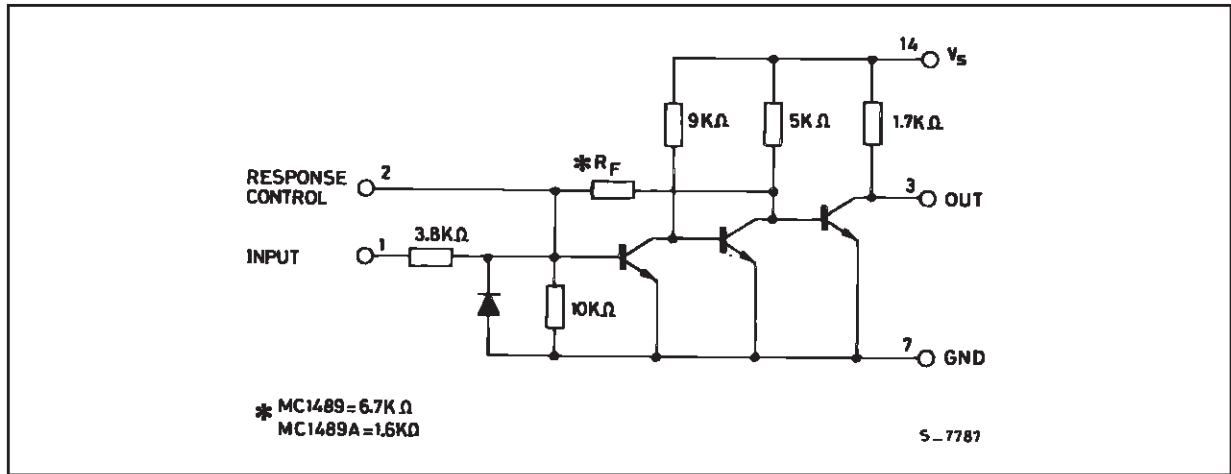 14
Vs
9KΩ
5KΩ
1.7KΩ
*RF
RESPONSE
CONTROL
2
3
OUT
INPUT
1
3.8KΩ
10KΩ
7
GND
* MC1489=6.7KΩ
MC1489A=1.6KΩ
S_7787